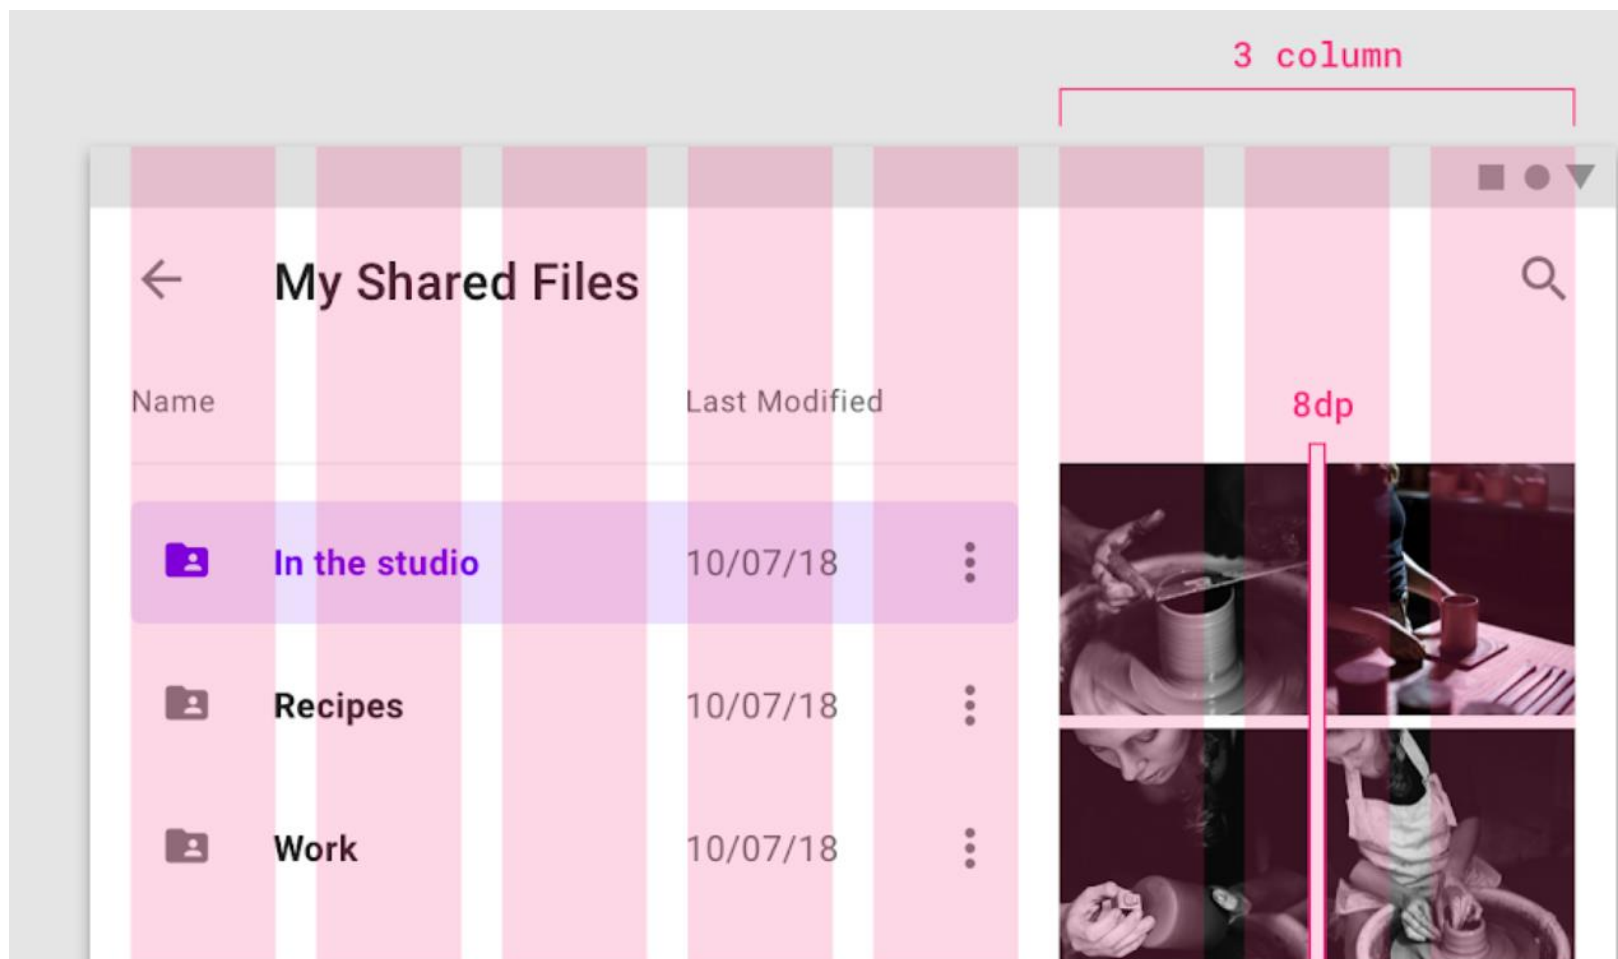 3 column
My Shared Files
Name Last Modified
8dp
In the studio 10/07/18
Recipes 10/07/18
Work 10/07/18